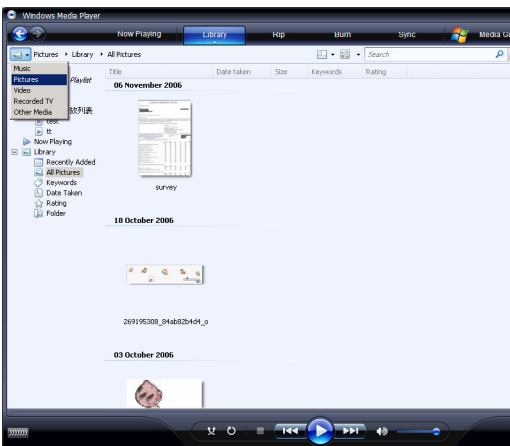 Windows Media Player
Now Playing
Library
Rip
Burn
Sync
Media G
Pictures
Library
All Pictures
Search
Music
Pictures
Video
Recorded TV
Other Media
Playlist
放列表
test
tt
Now Playing
Library
Recently Added
All Pictures
Keywords
Date Taken
Rating
Folder
Title
Date taken
Size
Keywords
Rating
06 November 2006
survey
18 October 2006
269195308_84ab82b4d4_o
03 October 2006